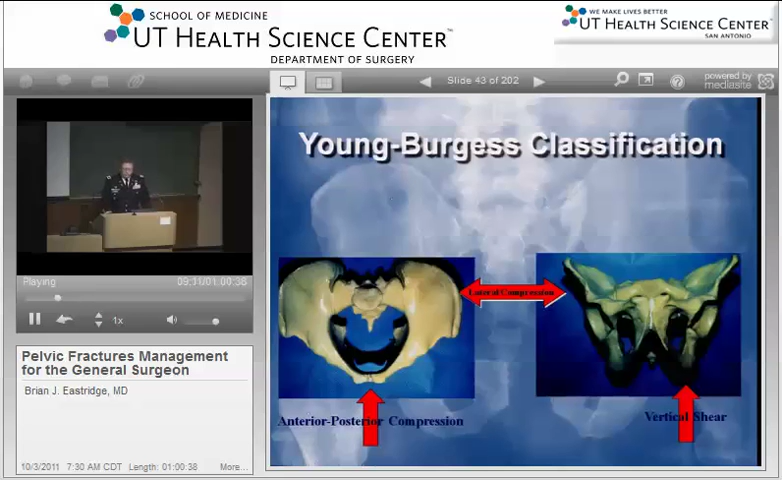 SCHOOL OF MEDICINE
UT HEALTH SCIENCE CENTER™
DEPARTMENT OF SURGERY
WE MAKE LIVES BETTER
UT HEALTH SCIENCE CENTER™
SAN ANTONIO
Slide 43 of 202
powered by
mediasite
Young-Burgess Classification
Lateral Compression
Anterior-Posterior Compression
Vertical Shear
Playing
09:11/01:00:38
1x
Pelvic Fractures Management
for the General Surgeon
Brian J. Eastridge, MD
10/3/2011 7:30 AM CDT Length: 01:00:38 More...